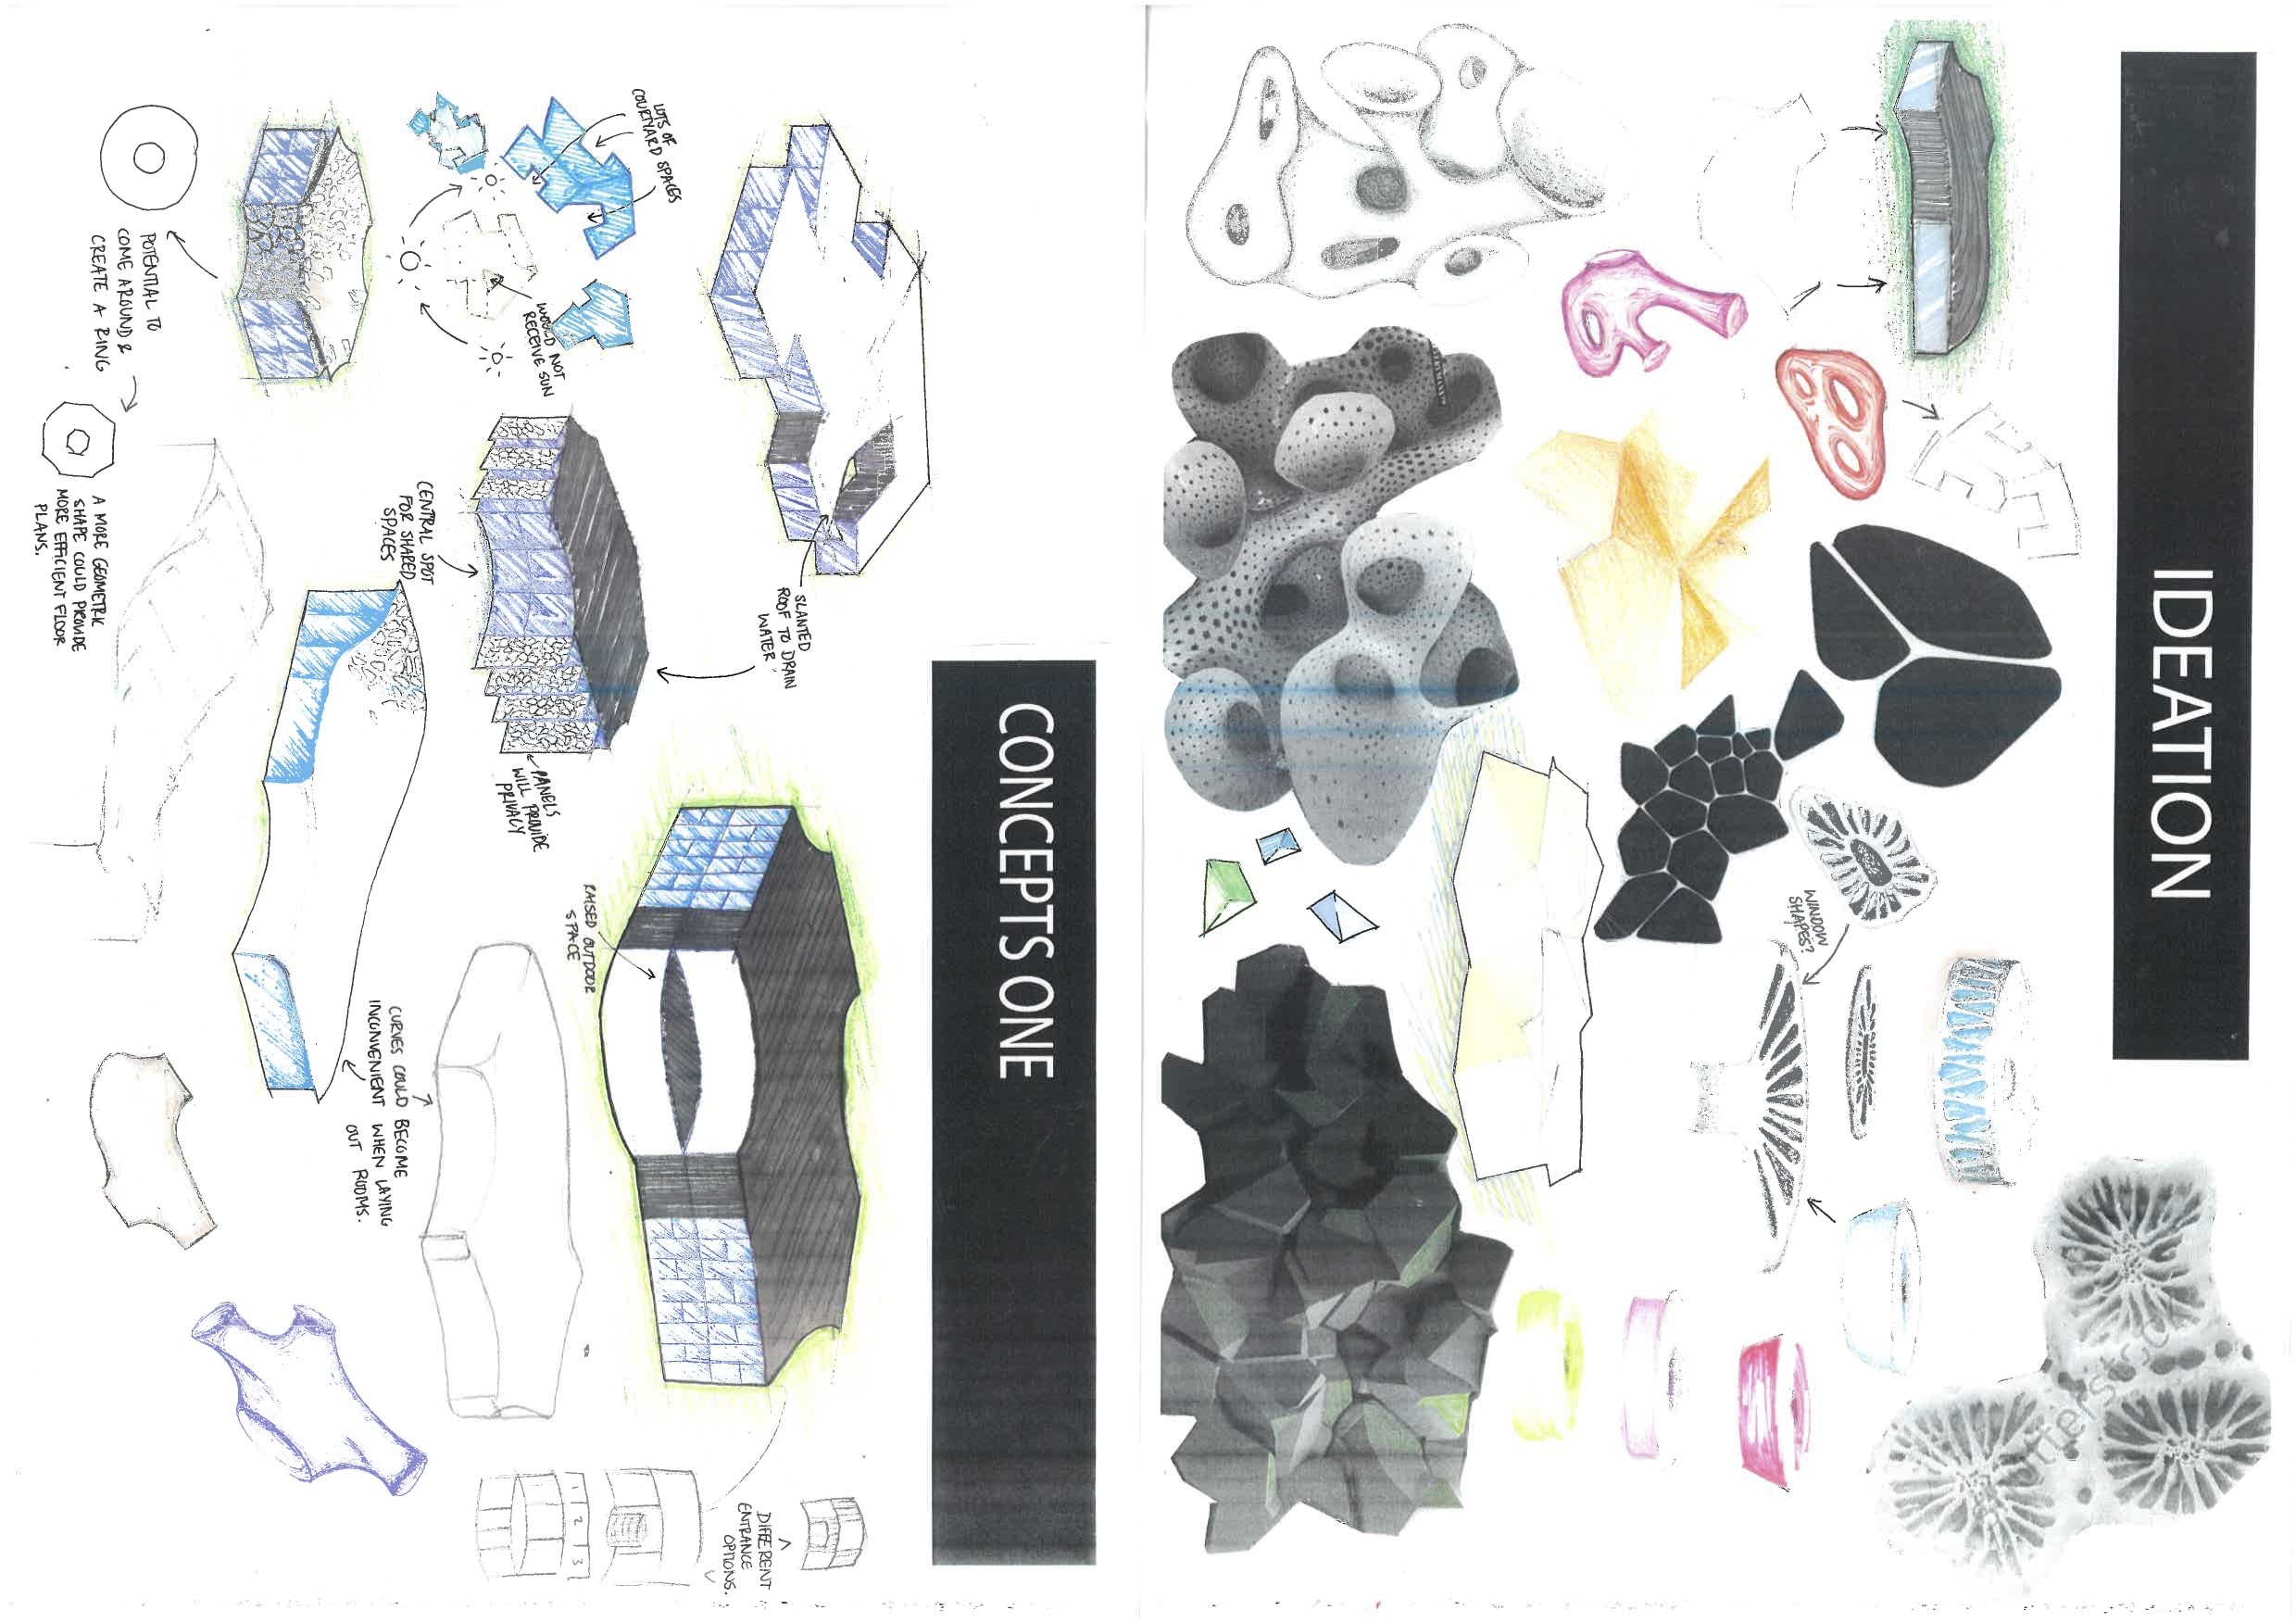 IDEATION
WINDOW
SHAPES?
CONCEPTS ONE
SLANTED
ROOF TO DRAIN
WATER
DIFFERENT
ENTRANCE
OPTIONS.
LOTS OF
COURTYARD SPACES
WOULD NOT
RECEIVE SUN
RAISED OUTDOOR
SPACE
1 2 3
PANELS
WILL PROVIDE
PRIVACY
CENTRAL SPOT
FOR SHARED
SPACES
CURVES COULD BECOME
INCONVENIENT WHEN LAYING
OUT ROOMS.
POTENTIAL TO
COME AROUND &
CREATE A RING
A MORE GEOMETRIC
SHAPE COULD PROVIDE
MORE EFFICIENT FLOOR
PLANS.